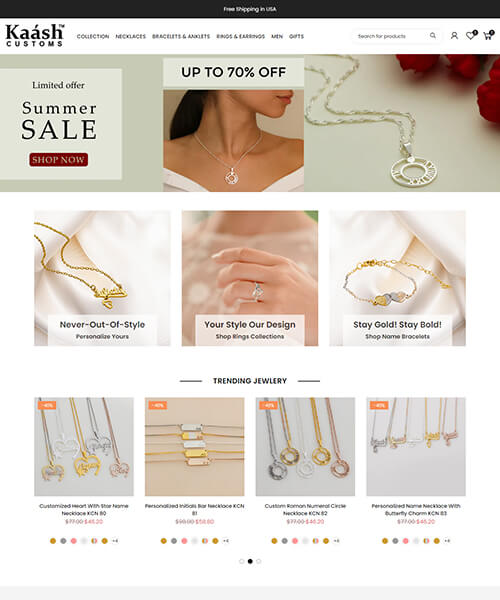 Free Shipping in USA
Kaásh™
CUSTOMS
COLLECTION NECKLACES BRACELETS & ANKLETS RINGS & EARRINGS MEN GIFTS
Search for products
0
0
Limited offer
Summer
SALE
SHOP NOW
UP TO 70% OFF
Never-Out-Of-Style
Personalize Yours
Your Style Our Design
Shop Rings Collections
Stay Gold! Stay Bold!
Shop Name Bracelets
TRENDING JEWLERY
-40%
-40%
-40%
-40%
Customized Heart With Star Name
Necklace KCN 80
$77.00 $46.20
+4
Personalized Initials Bar Necklace KCN
81
$98.00 $58.80
+4
Custom Roman Numeral Circle
Necklace KCN 82
$77.00 $46.20
+4
Personalized Name Necklace With
Butterfly Charm KCN 83
$77.00 $46.20
+4